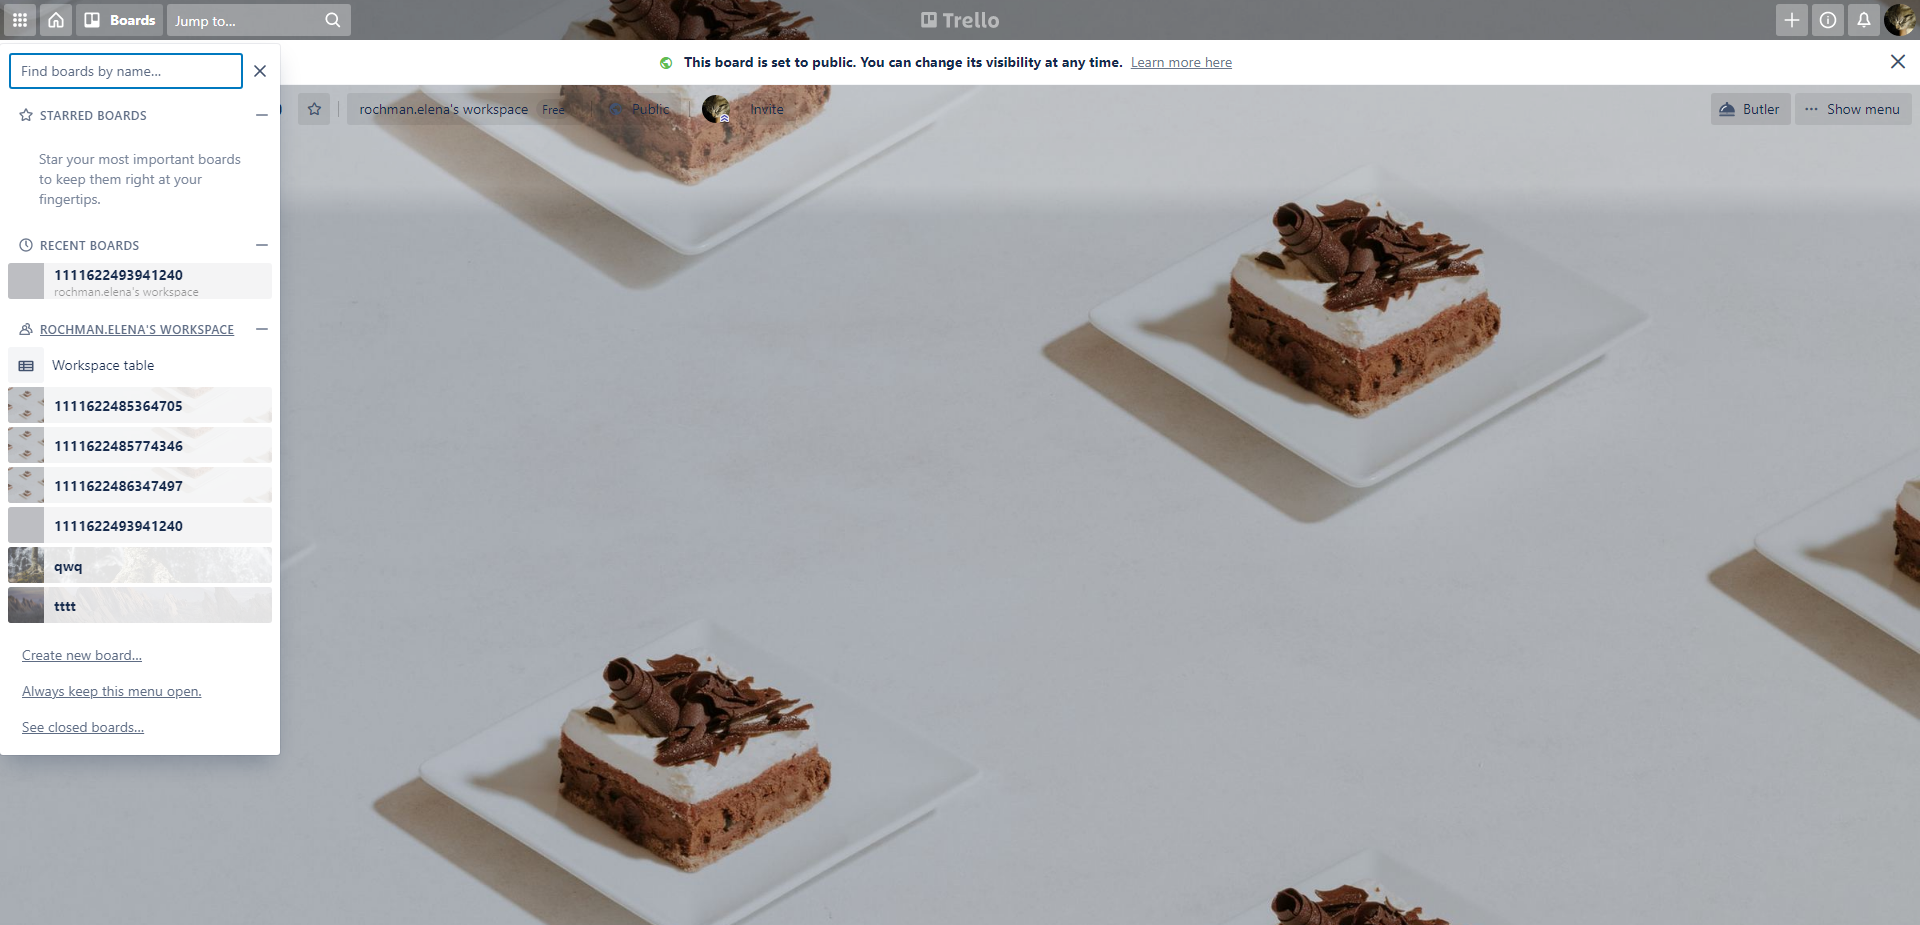 Boards
Jump to...
Trello
Find boards by name...
This board is set to public. You can change its visibility at any time. Learn more here
rochman.elena's workspace Free Public Invite
Butler
Show menu
STARRED BOARDS
Star your most important boards
to keep them right at your
fingertips.
RECENT BOARDS
1111622493941240
rochman.elena's workspace
ROCHMAN.ELENA'S WORKSPACE
Workspace table
1111622485364705
1111622485774346
1111622486347497
1111622493941240
qwq
tttt
Create new board...
Always keep this menu open.
See closed boards...